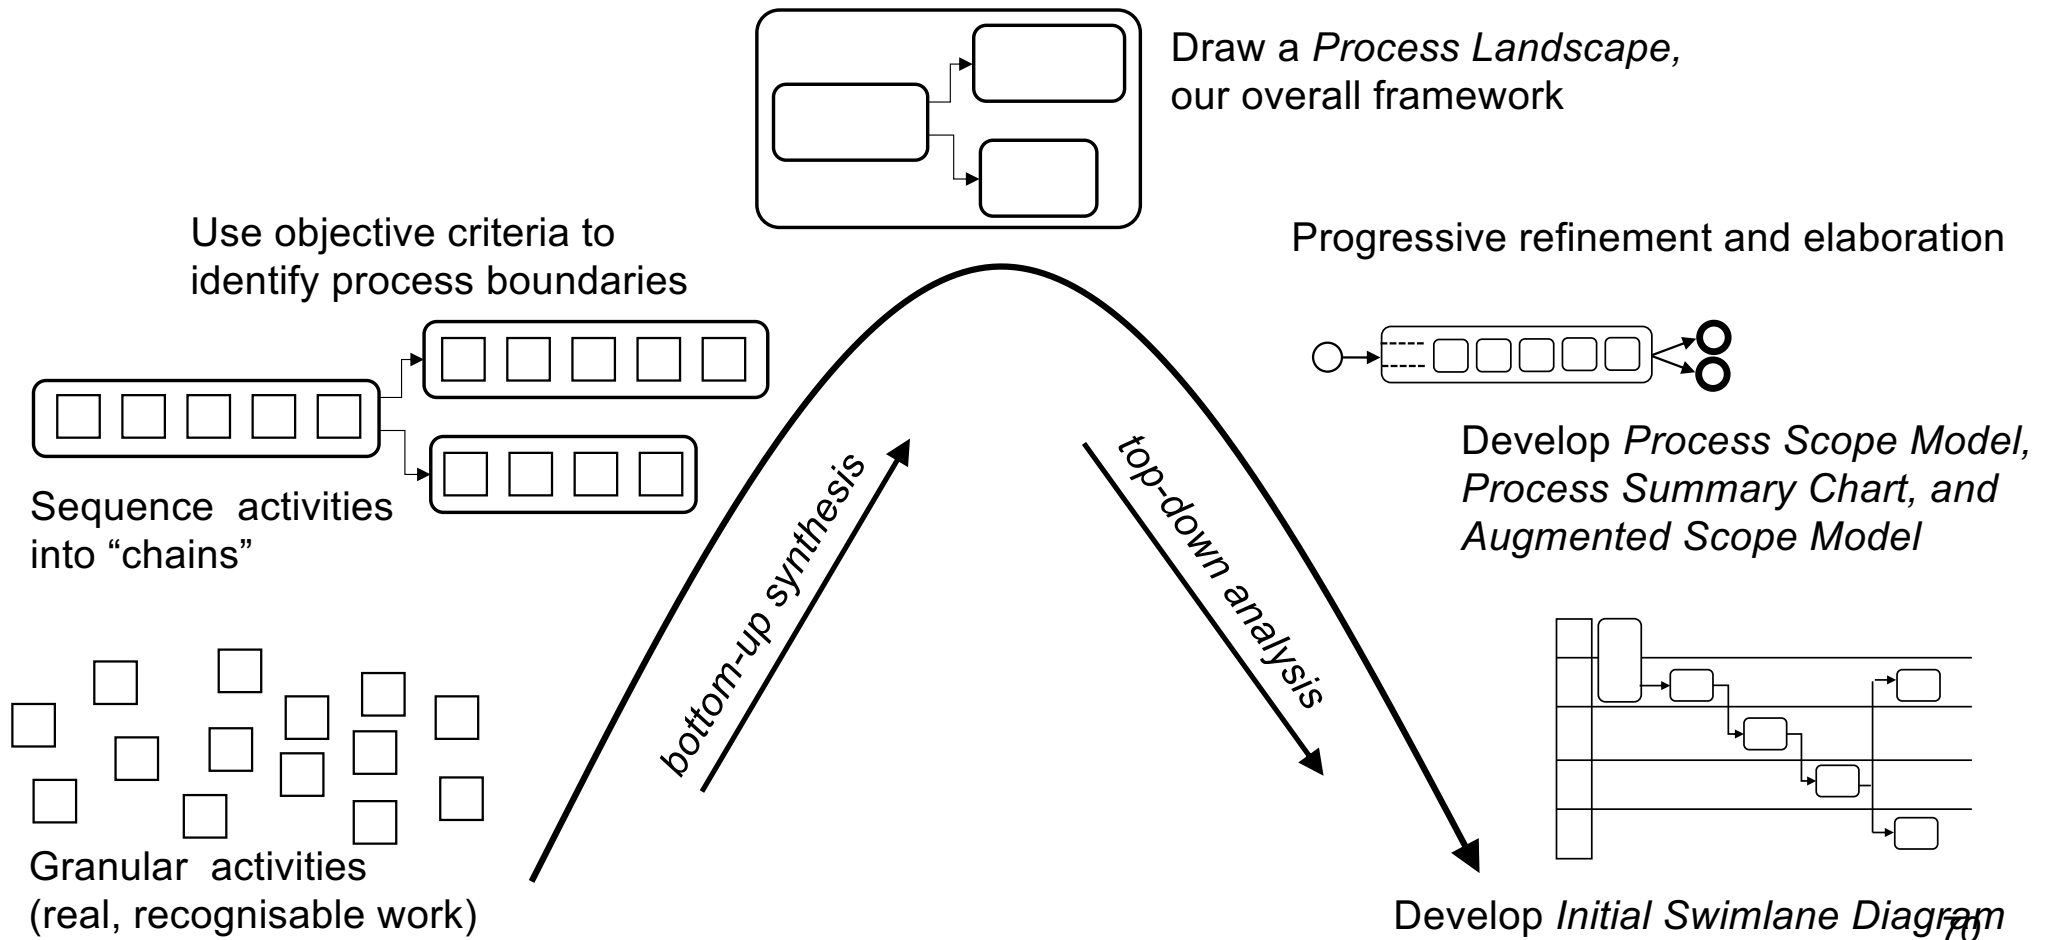 Draw a Process Landscape,
our overall framework
Use objective criteria to
identify process boundaries
Progressive refinement and elaboration
Sequence activities
into “chains”
bottom-up synthesis
top-down analysis
Develop Process Scope Model,
Process Summary Chart, and
Augmented Scope Model
Granular activities
(real, recognisable work)
Develop Initial Swimlane Diagram
70